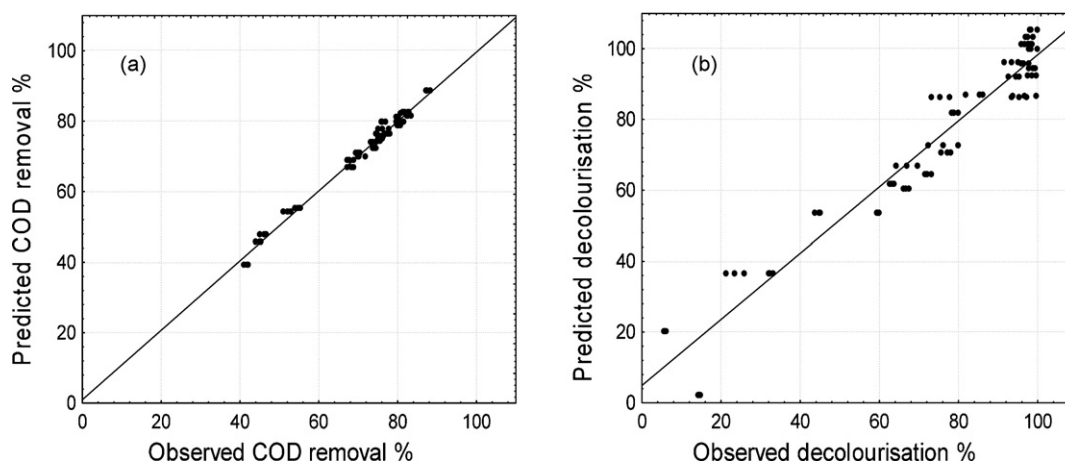 (a)
Predicted COD removal %
100
80
60
40
20
0
0 20 40 60 80 100
Observed COD removal %
(b)
Predicted decolourisation %
100
80
60
40
20
0
0 20 40 60 80 100
Observed decolourisation %